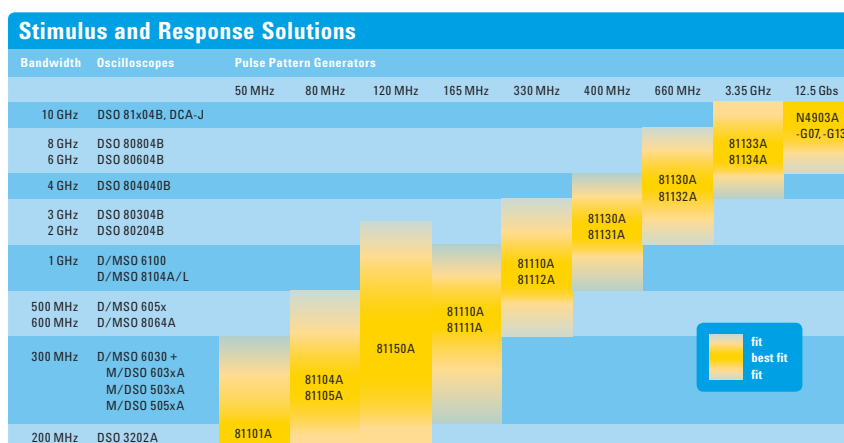 Stimulus and Response Solutions
Bandwidth Oscilloscopes Pulse Pattern Generators
50 MHz 80 MHz 120 MHz 165 MHz 330 MHz 400 MHz 660 MHz 3.35 GHz 12.5 Gbs
10 GHz DSO 81x04B, DCA-J N4903A
-G07, -G13
8 GHz DSO 80804B 81133A
6 GHz DSO 80604B 81134A
4 GHz DSO 804040B 81130A
81132A
3 GHz DSO 80304B 81130A
2 GHz DSO 80204B 81131A
1 GHz D/MSO 6100 81110A
D/MSO 8104A/L 81112A
500 MHz D/MSO 605x 81110A
600 MHz D/MSO 8064A 81111A
81150A
300 MHz D/MSO 6030 +
M/DSO 603xA 81104A
M/DSO 503xA 81105A
M/DSO 505xA
200 MHz DSO 3202A 81101A
fit
best fit
fit